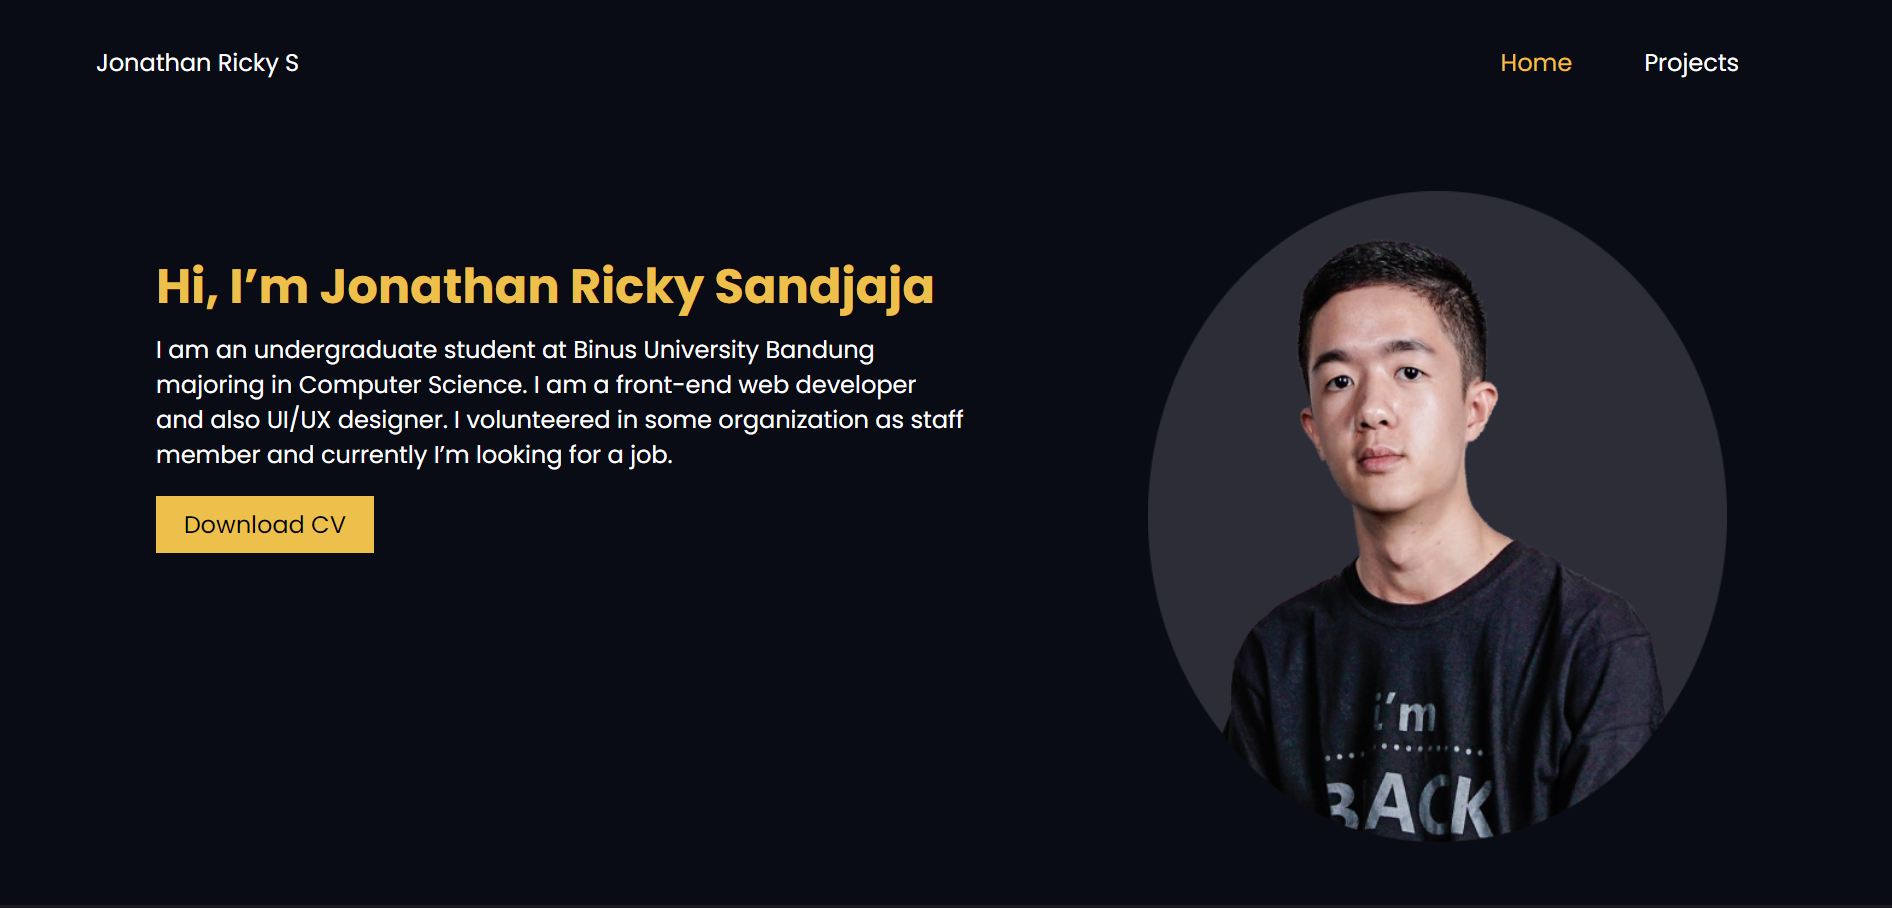 Jonathan Ricky S
Home
Projects
Hi, I’m Jonathan Ricky Sandjaja
I am an undergraduate student at Binus University Bandung
majoring in Computer Science. I am a front-end web developer
and also UI/UX designer. I volunteered in some organization as staff
member and currently I’m looking for a job.
Download CV
i’m
BLACK